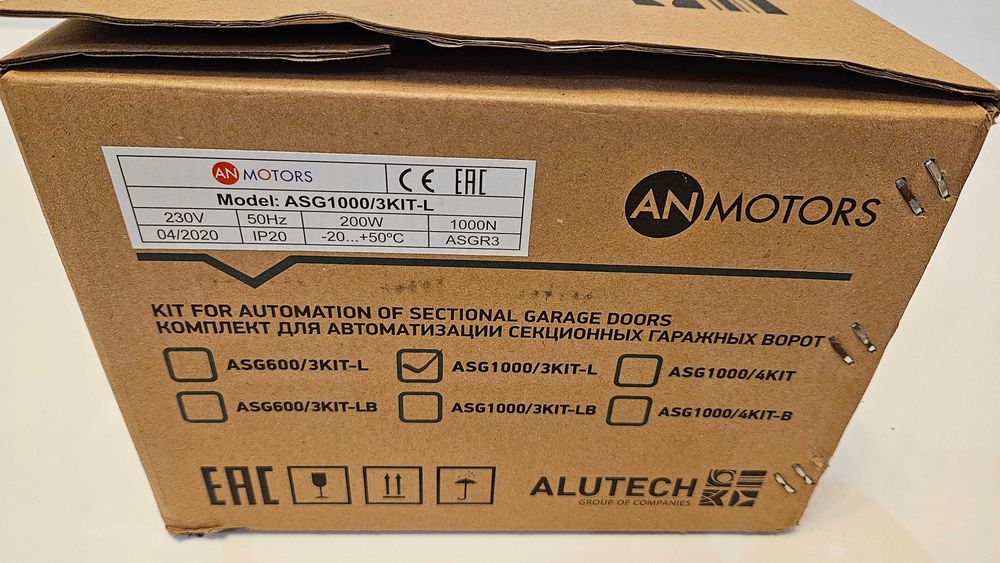 AN MOTORS CE EAC
Model: ASG1000/3KIT-L
230V 50Hz 200W 1000N
04/2020 IP20 -20...+50ºC ASGR3
AN MOTORS
KIT FOR AUTOMATION OF SECTIONAL GARAGE DOORS
КОМПЛЕКТ ДЛЯ АВТОМАТИЗАЦИИ СЕКЦИОННЫХ ГАРАЖНЫХ ВОРОТ
ASG600/3KIT-L ASG1000/3KIT-L ASG1000/4KIT
ASG600/3KIT-LB ASG1000/3KIT-LB ASG1000/4KIT-B
EAC ALUTECH
GROUP OF COMPANIES